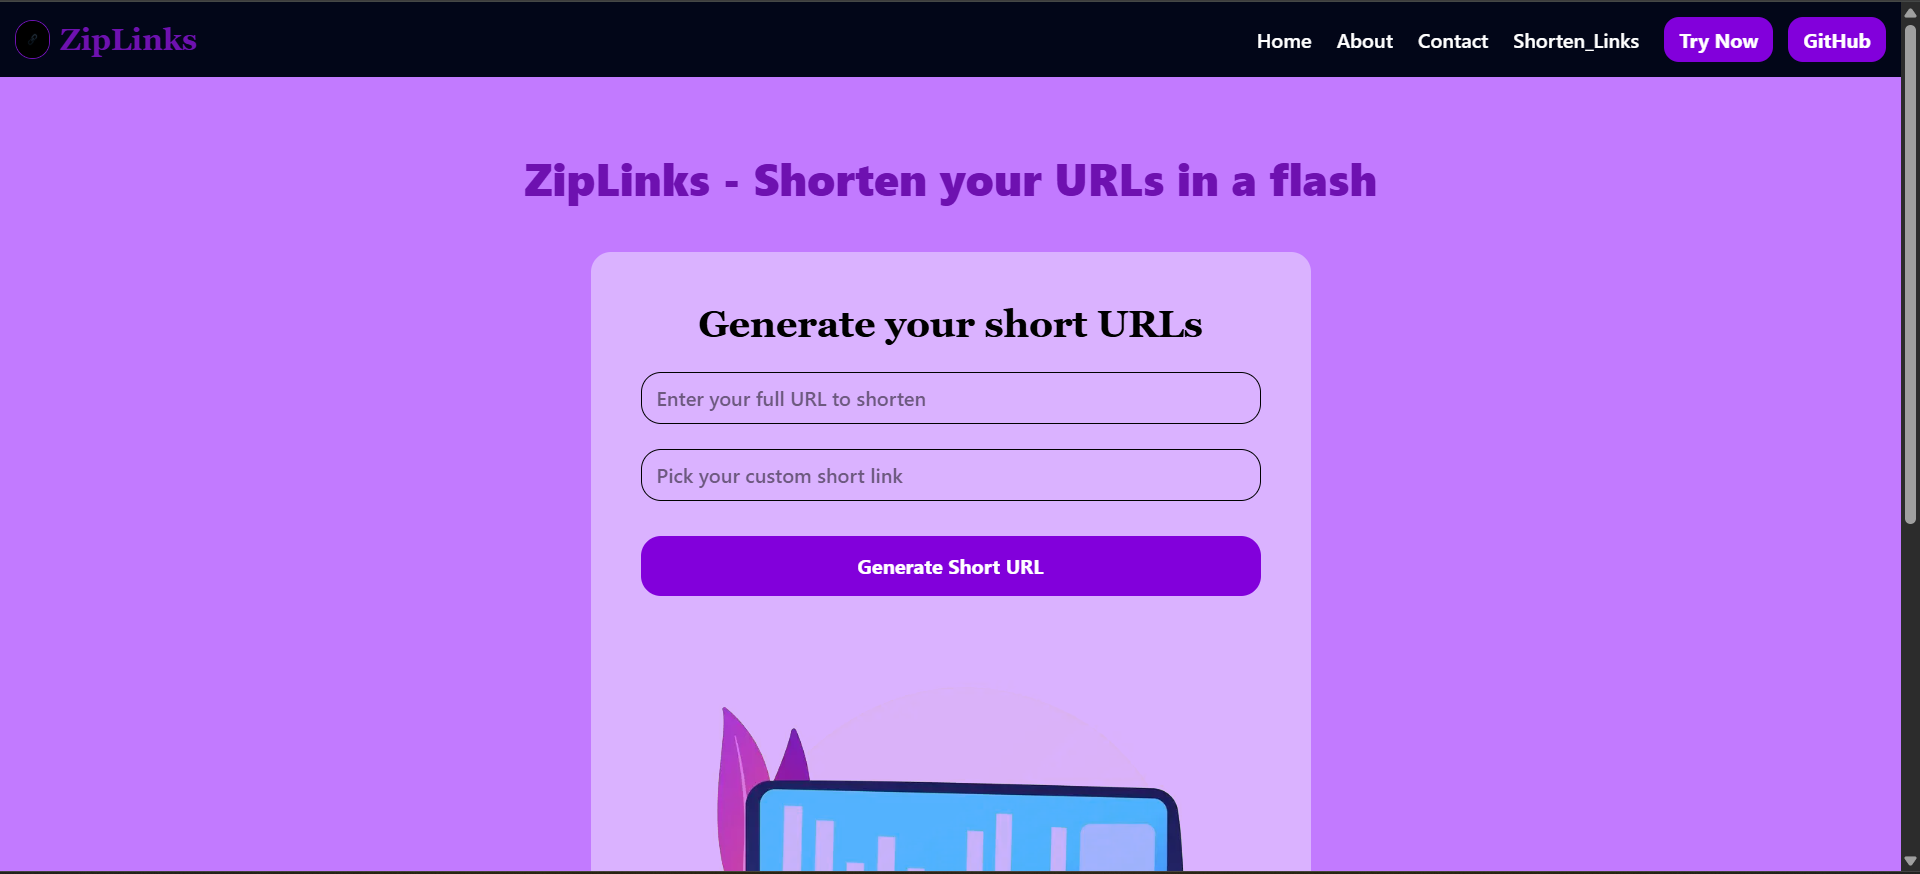 ZipLinks
Home About Contact Shorten_Links Try Now GitHub
ZipLinks - Shorten your URLs in a flash
Generate your short URLs
Enter your full URL to shorten
Pick your custom short link
Generate Short URL